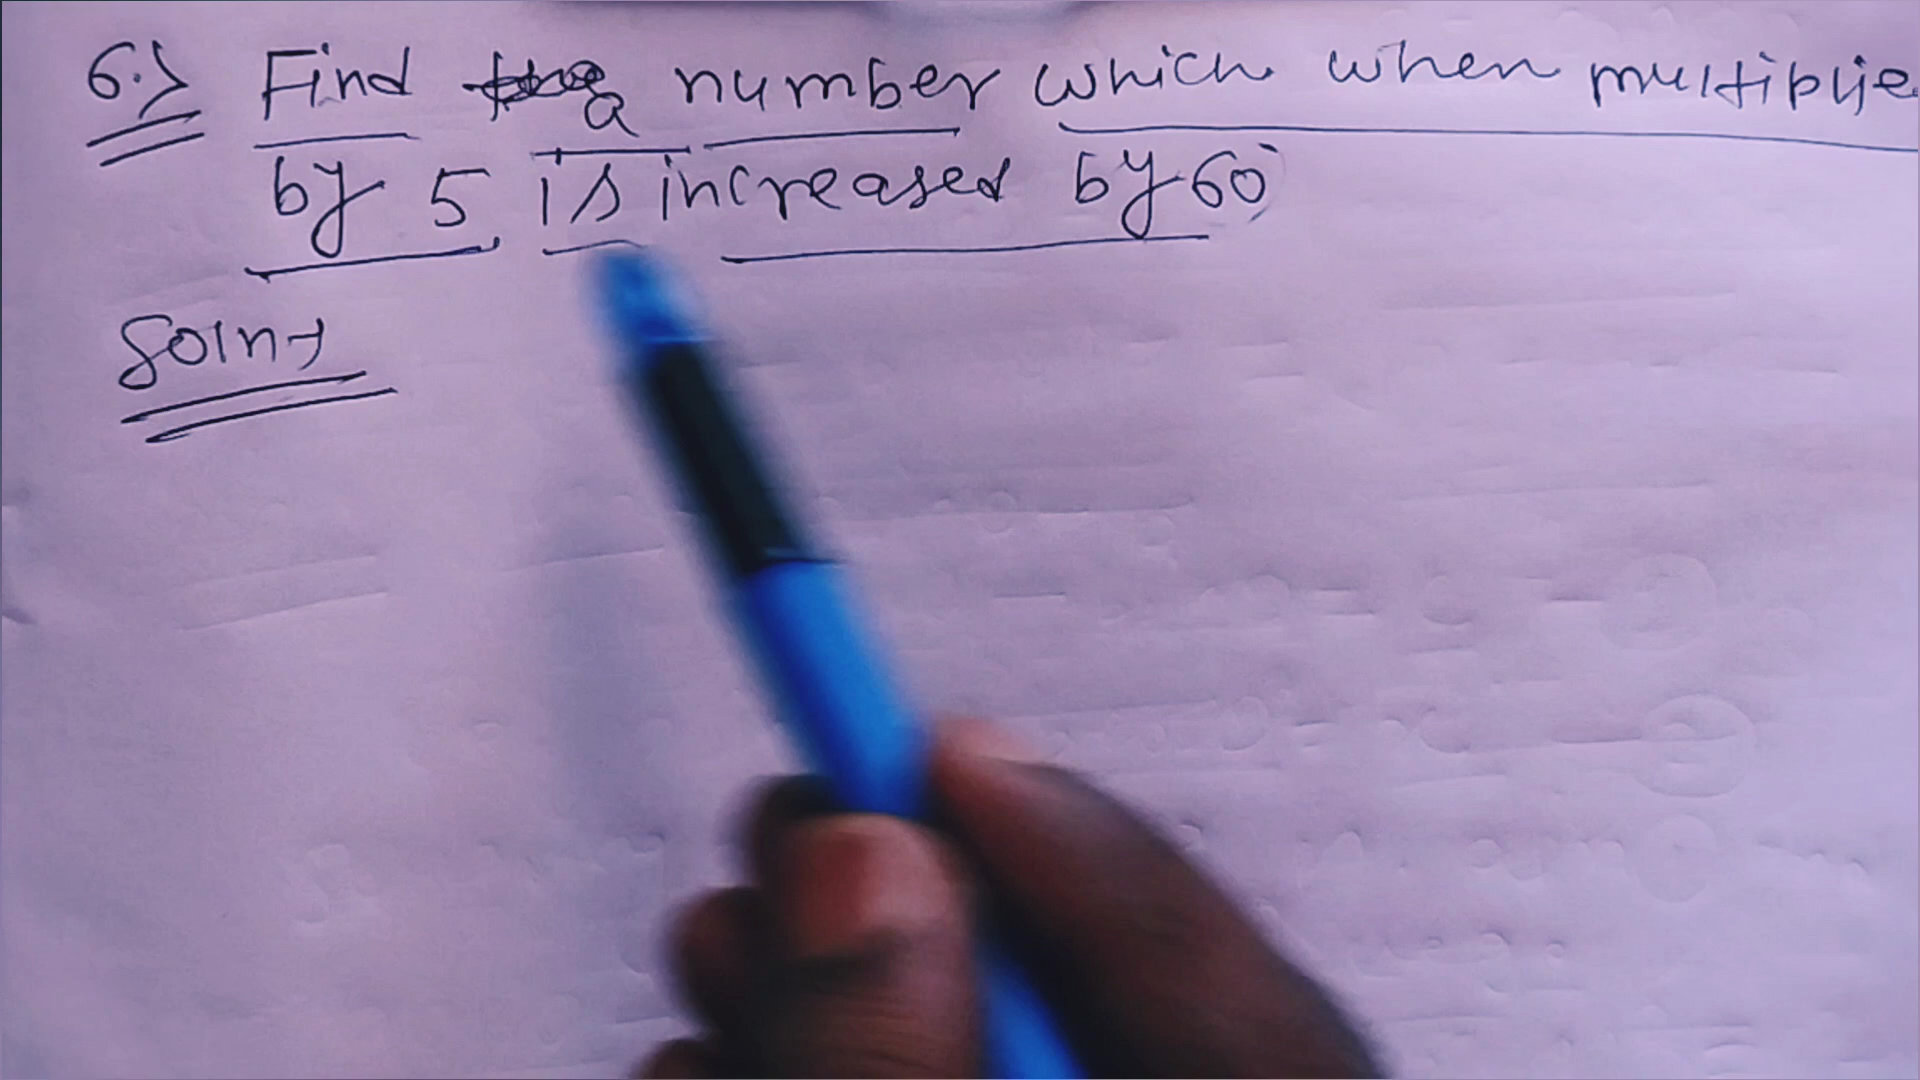 6.> Find a number which when multiplie
by 5 is increased by 60
Soln→